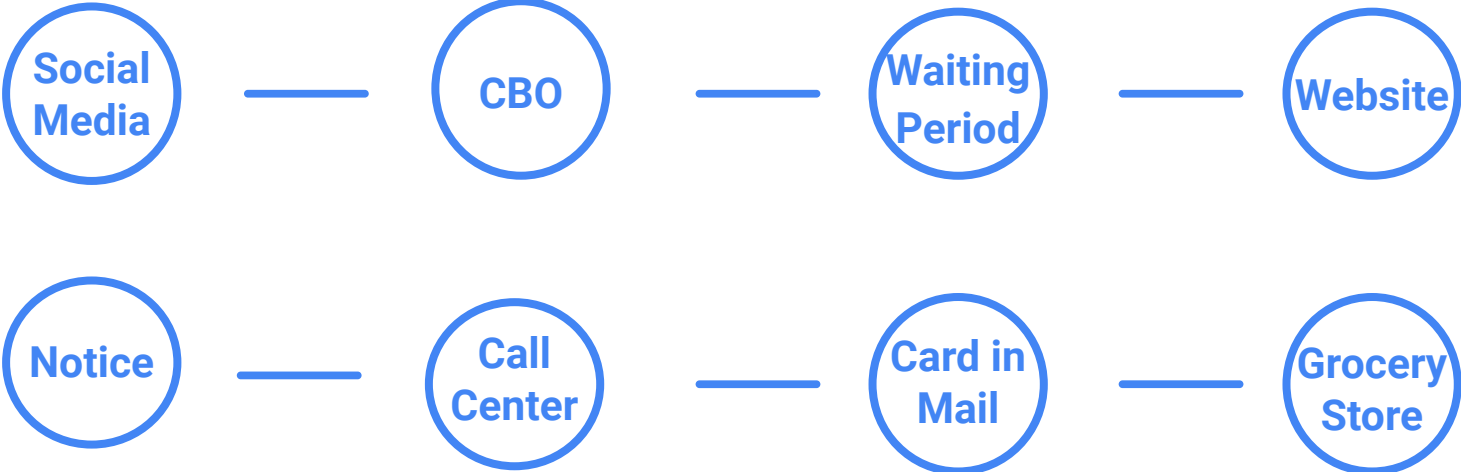 Social
Media
CBO
Waiting
Period
Website
Notice
Call
Center
Card in
Mail
Grocery
Store